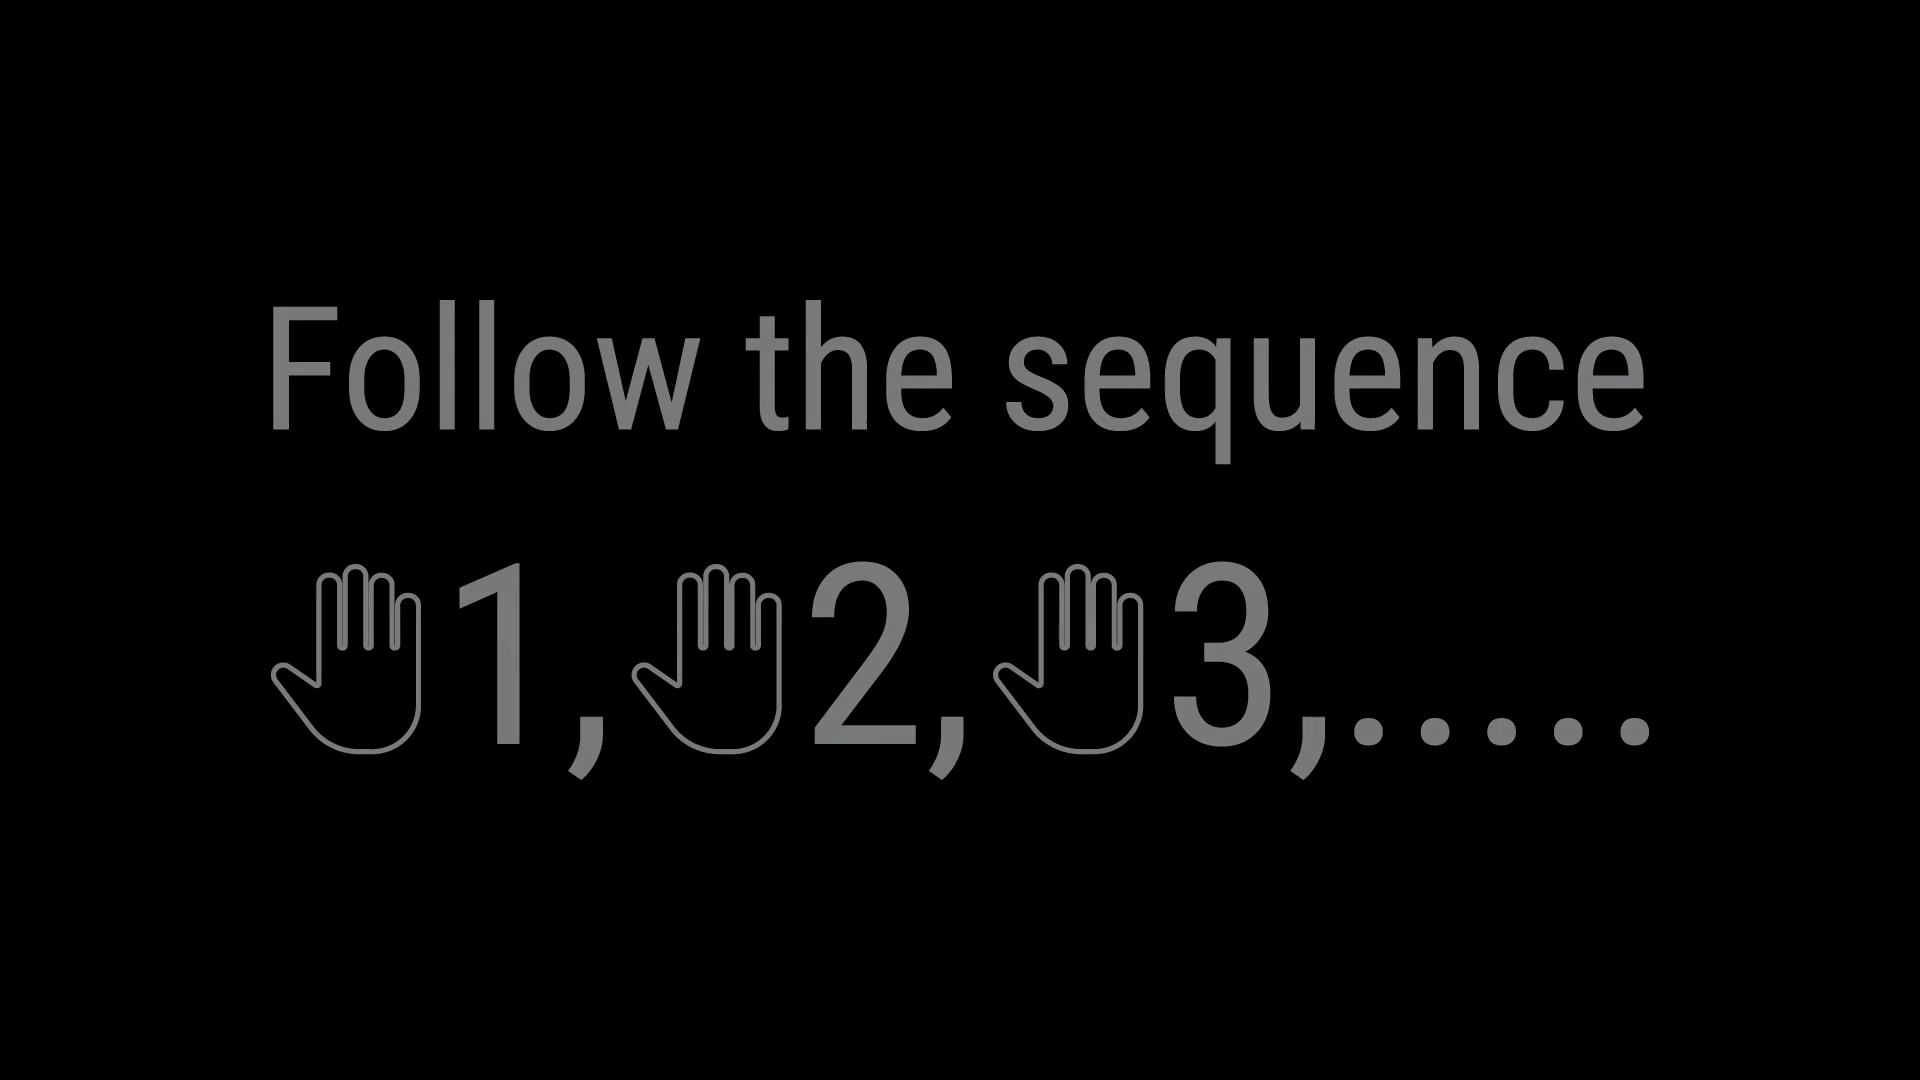 Follow the sequence
✋1,✋2,✋3,.....